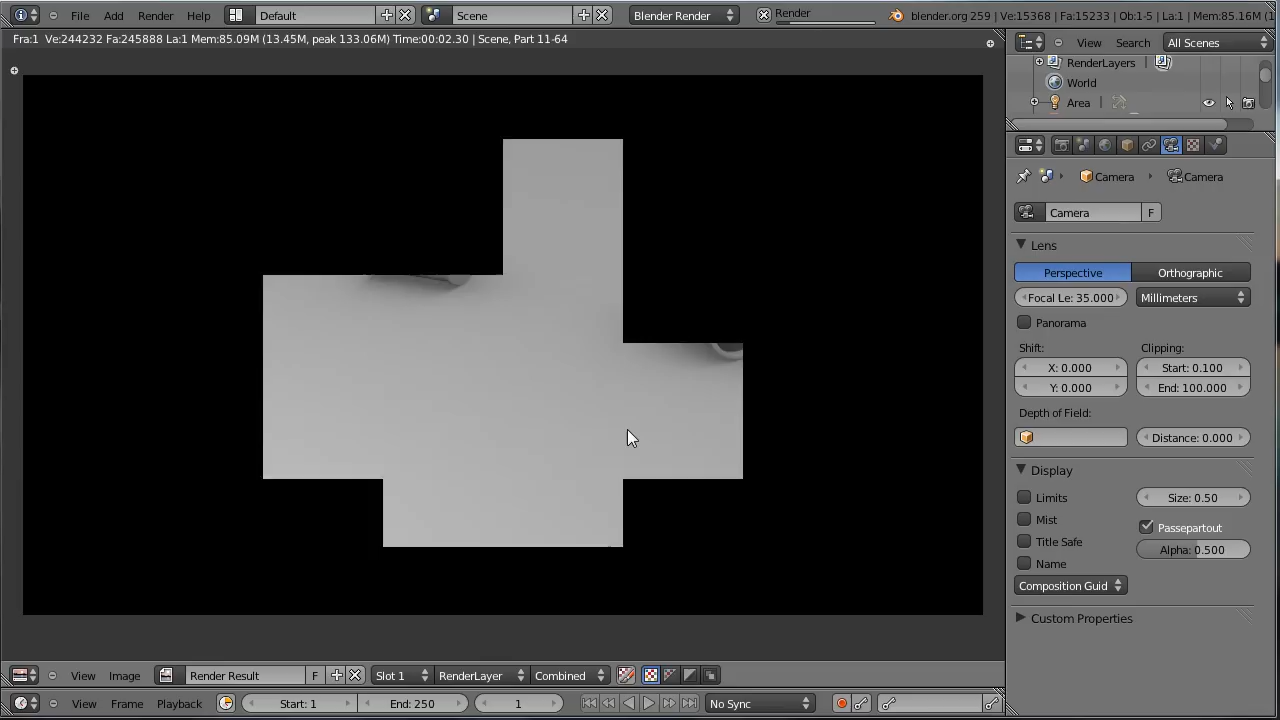 File Add Render Help Default Scene Blender Render Render blender.org 259 | Ve:15368 | Fa:15233 | Ob:1-5 | La:1 | Mem:85.16M (1
Fra:1 Ve:244232 Fa:245888 La:1 Mem:85.09M (13.45M, peak 133.06M) Time:00:02.30 | Scene, Part 11-64
View Search All Scenes
RenderLayers |
World
Area |
Camera Camera
Camera F
Lens
Perspective Orthographic
Focal Le: 35.000 Millimeters
Panorama
Shift: Clipping:
X: 0.000 Start: 0.100
Y: 0.000 End: 100.000
Depth of Field:
Distance: 0.000
Display
Limits Size: 0.50
Mist Passepartout
Title Safe Alpha: 0.500
Name
Composition Guid
Custom Properties
View Image Render Result F Slot 1 RenderLayer Combined
View Frame Playback Start: 1 End: 250 1 No Sync